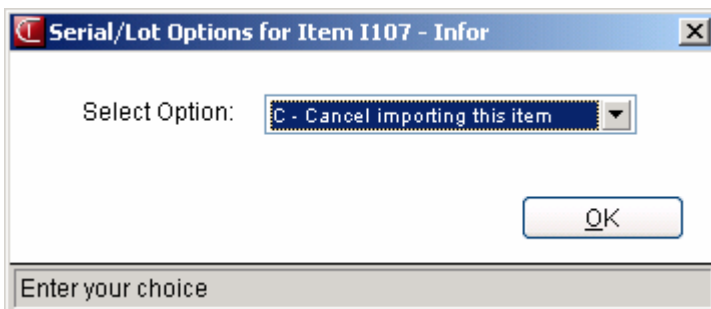 Serial/Lot Options for Item I107 - Infor
Select Option: C - Cancel importing this item
OK
Enter your choice